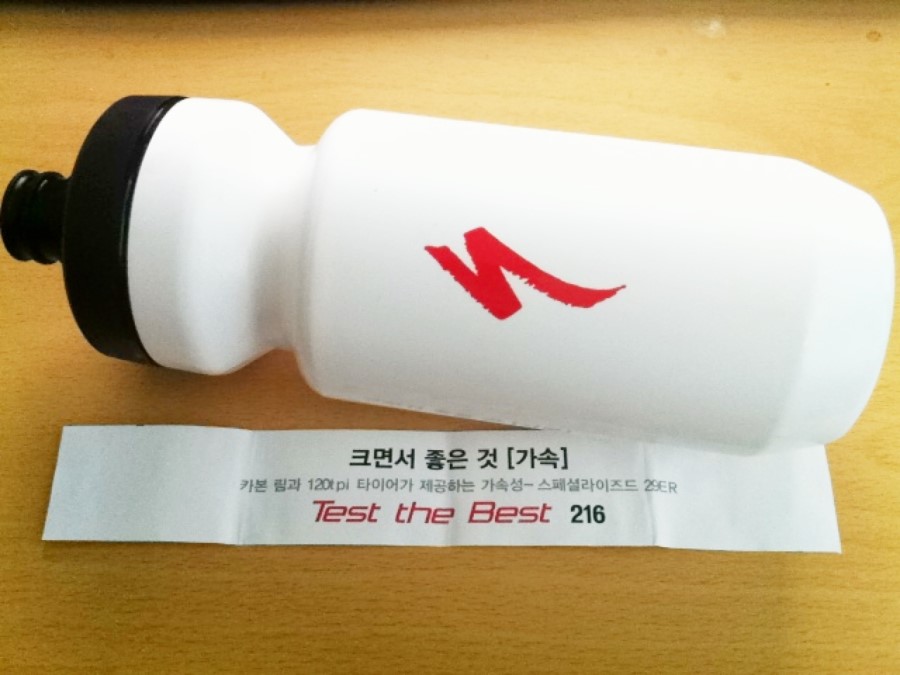 크면서 좋은 것 [가속]
카본 림과 120tpi 타이어가 제공하는 가속성- 스페셜라이즈드 29ER
Test the Best 216